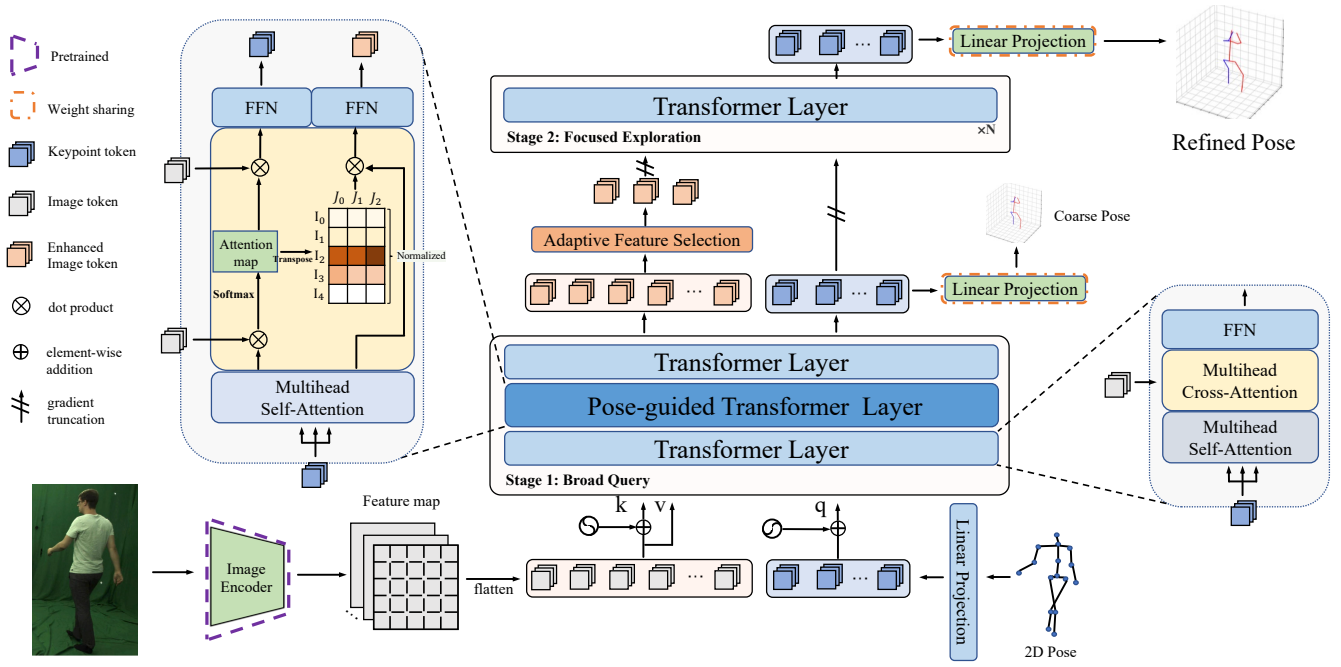 Pretrained
Weight sharing
Keypoint token
Image token
Enhanced
Image token
dot product
element-wise
addition
gradient
truncation
FFN
FFN
J0 J1 J2
I0
I1
I2
I3
I4
Normalized
Attention
map
Transpose
Softmax
Multihead
Self-Attention
Linear Projection
Refined Pose
Transformer Layer
×N
Stage 2: Focused Exploration
Adaptive Feature Selection
Coarse Pose
Linear Projection
Transformer Layer
Pose-guided Transformer Layer
Transformer Layer
Stage 1: Broad Query
FFN
Multihead
Cross-Attention
Multihead
Self-Attention
k
v
q
Feature map
Image
Encoder
flatten
Linear Projection
2D Pose